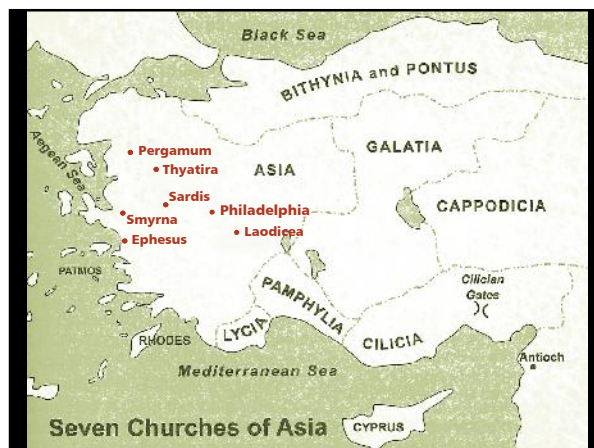 Black Sea
BITHYNIA and PONTUS
Aegean Sea
Pergamum
Thyatira
ASIA
GALATIA
Sardis
Smyrna
Philadelphia
CAPPODICIA
Ephesus
Laodicea
PATMOS
Cilician
Gates
PAMPHYLIA
RHODES
LYCIA
CILICIA
Antioch
Mediterranean Sea
Seven Churches of Asia
CYPRUS